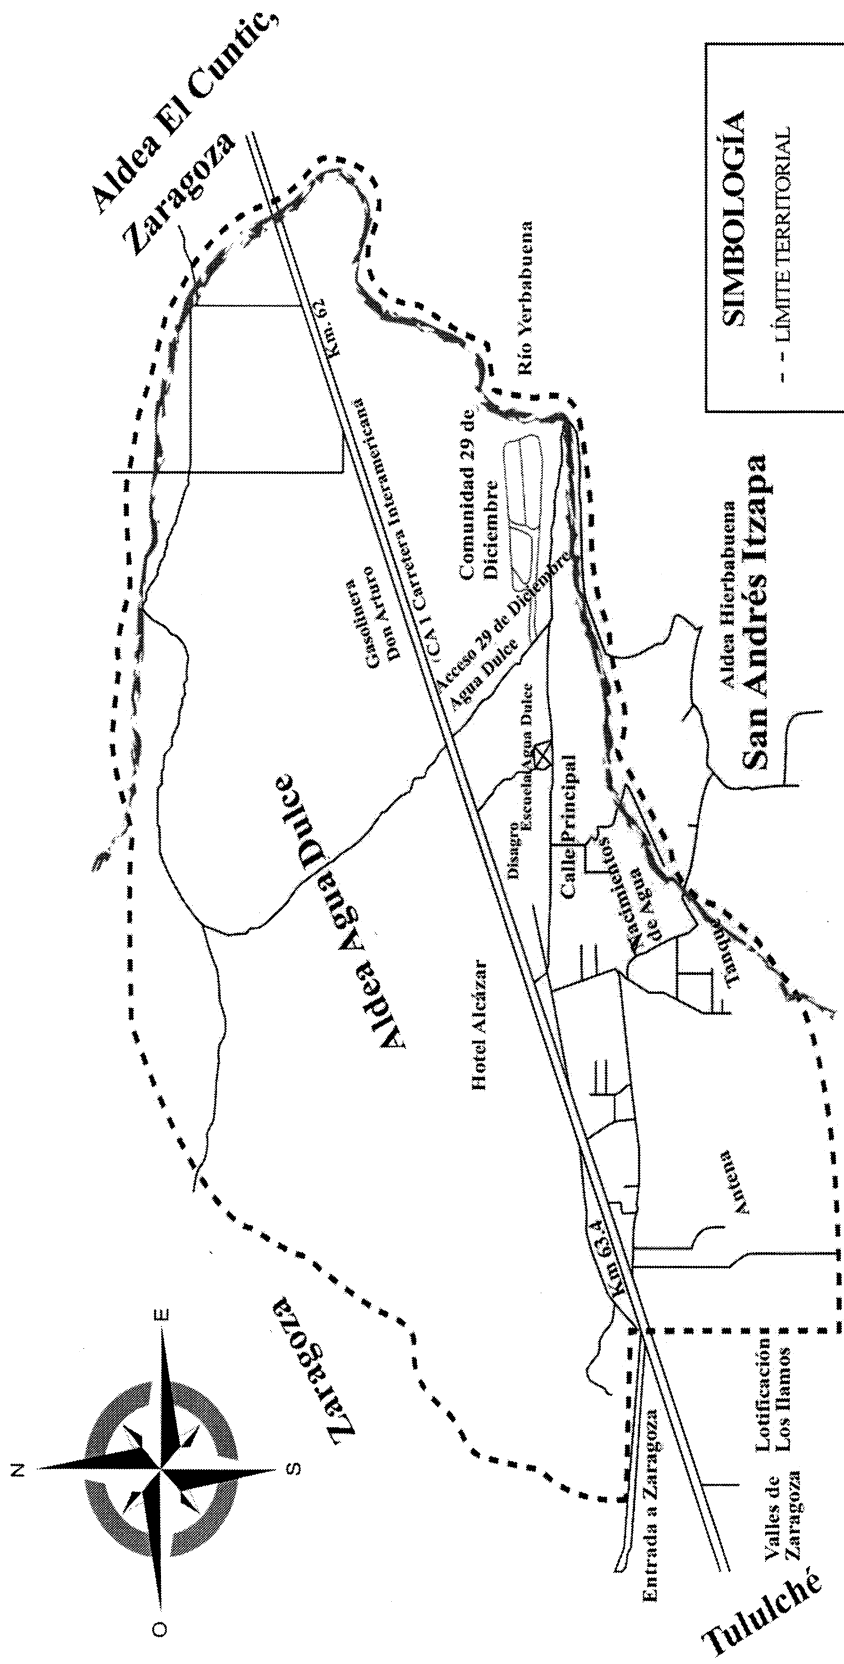 N
O
E
S
Aldea El Cuntic,
Zaragoza
Zaragoza
Km. 62
Gasolinera
Don Arturo
(CA 1 Carretera Interamericana
Aldea Agua Dulce
Comunidad 29 de
Diciembre
Río Yerbabuena
Acceso 29 de Diciembre
Agua Dulce
Hotel Alcázar
Disagro
Escuela Agua Dulce
Calle Principal
Nacimientos
de Agua
Tanque
Km 63.4
Antena
Entrada a Zaragoza
Aldea Hierbabuena
San Andrés Itzapa
Lotificación
Los Ilamos
Valles de
Zaragoza
Tululché
SIMBOLOGÍA
- - LÍMITE TERRITORIAL